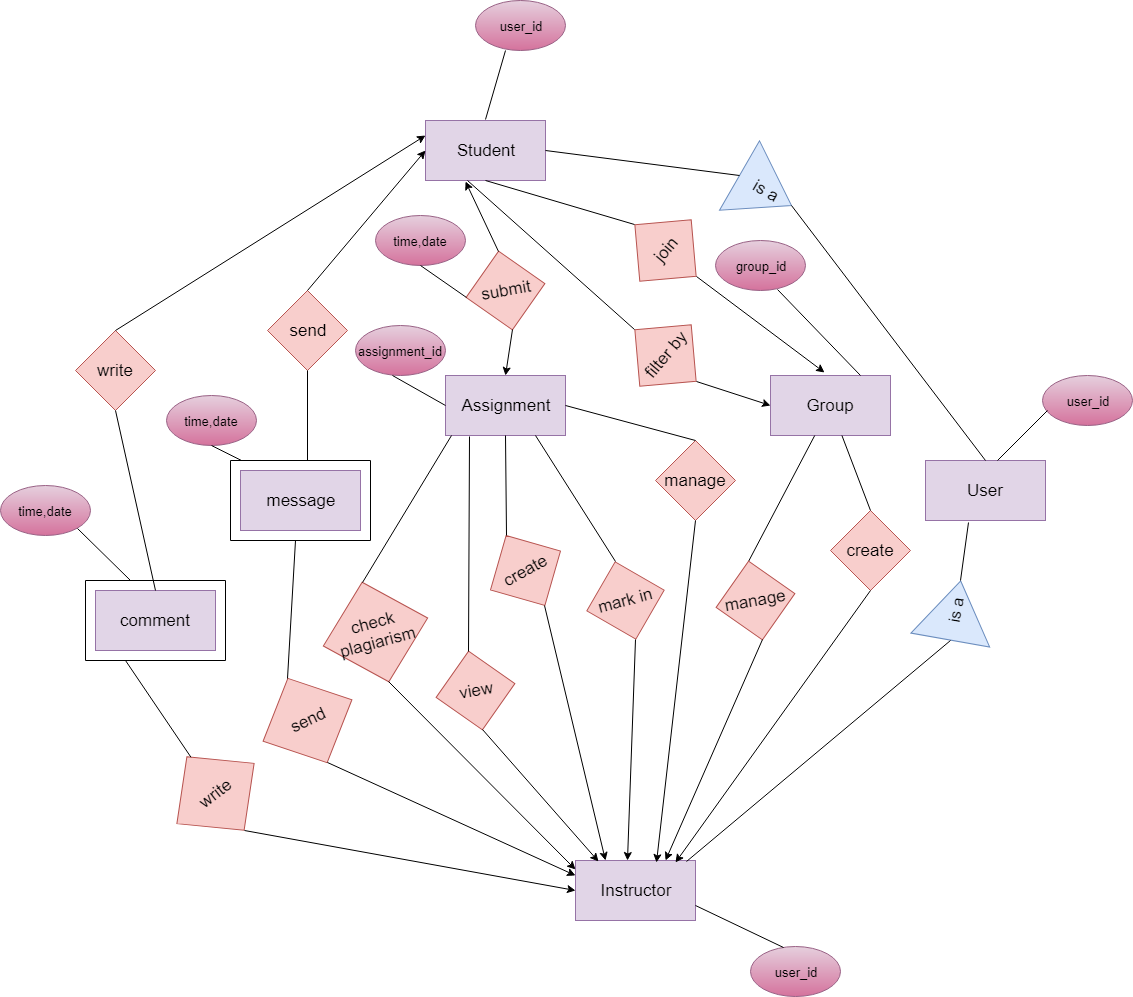 user_id
Student
is a
time,date
join
group_id
submit
send
filter by
assignment_id
write
Assignment
Group
user_id
time,date
message
manage
User
time,date
create
create
comment
check
plagiarism
mark in
manage
is a
view
send
write
Instructor
user_id